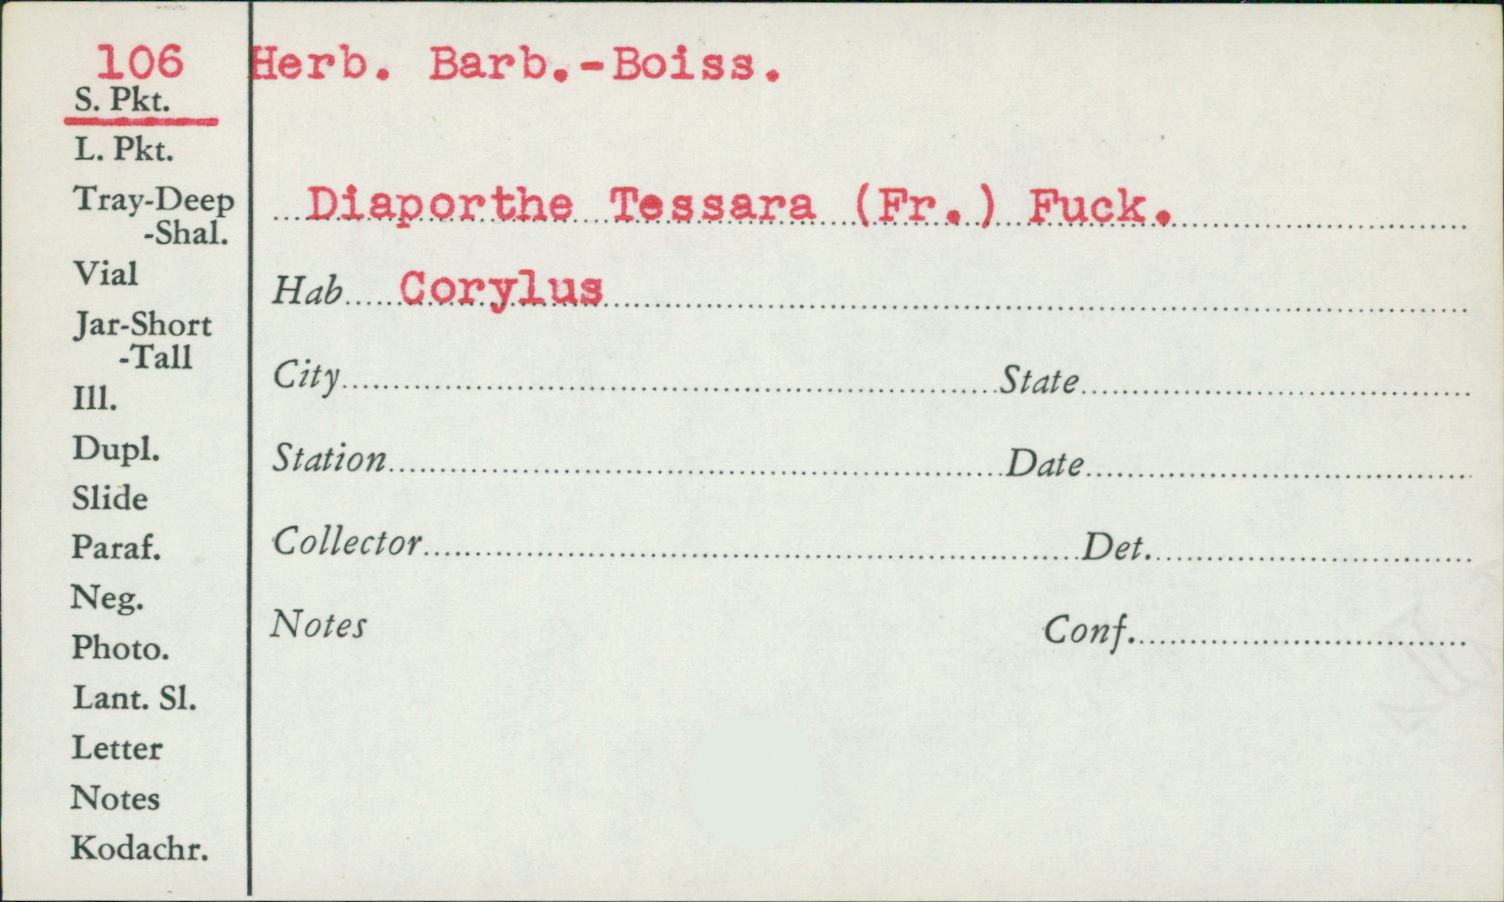 106
S. Pkt.
L. Pkt.
Tray-Deep
-Shal.
Vial
Jar-Short
-Tall
Ill.
Dupl.
Slide
Paraf.
Neg.
Photo.
Lant. Sl.
Letter
Notes
Kodachr.
Herb. Barb.-Boiss.
Diaporthe Tessara (Fr.) Fuck.
Hab Corylus
City State
Station Date
Collector Det.
Notes Conf.